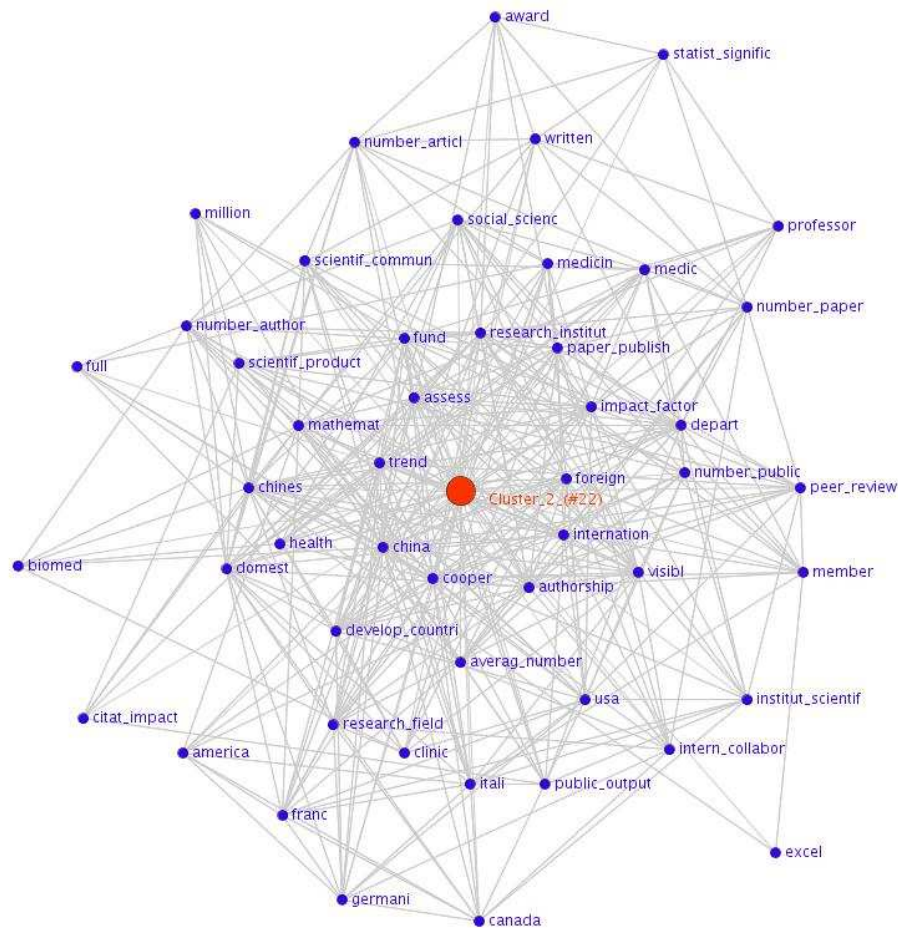 award
statist_signific
number_articl
written
million
social_scienc
professor
scientif_commun
medicin
medic
number_paper
number_author
fund
research_institut
paper_publish
full
scientif_product
assess
impact_factor
mathemat
depart
trend
foreign
number_public
chines
Cluster_2_(#22)
peer_review
internation
health
china
biomed
domest
cooper
authorship
visibl
member
develop_countri
averag_number
usa
institut_scientif
citat_impact
research_field
america
clinic
intern_collabor
itali
public_output
franc
excel
germani
canada